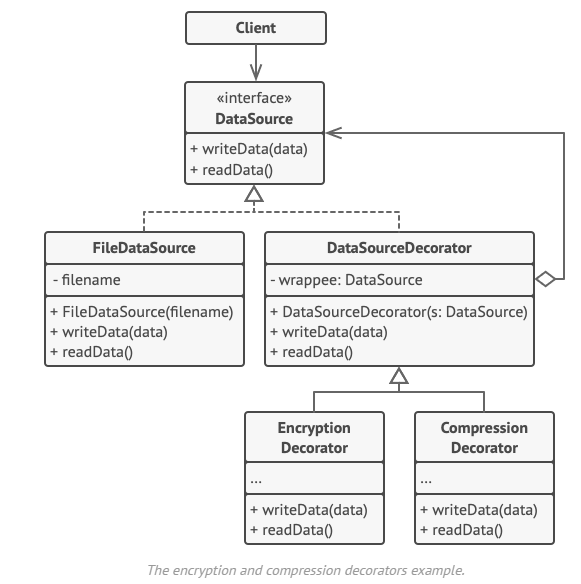 Client
«interface»
DataSource
+ writeData(data)
+ readData()
FileDataSource
- filename
+ FileDataSource(filename)
+ writeData(data)
+ readData()
DataSourceDecorator
- wrappee: DataSource
+ DataSourceDecorator(s: DataSource)
+ writeData(data)
+ readData()
Encryption
Decorator
...
+ writeData(data)
+ readData()
Compression
Decorator
...
+ writeData(data)
+ readData()
The encryption and compression decorators example.